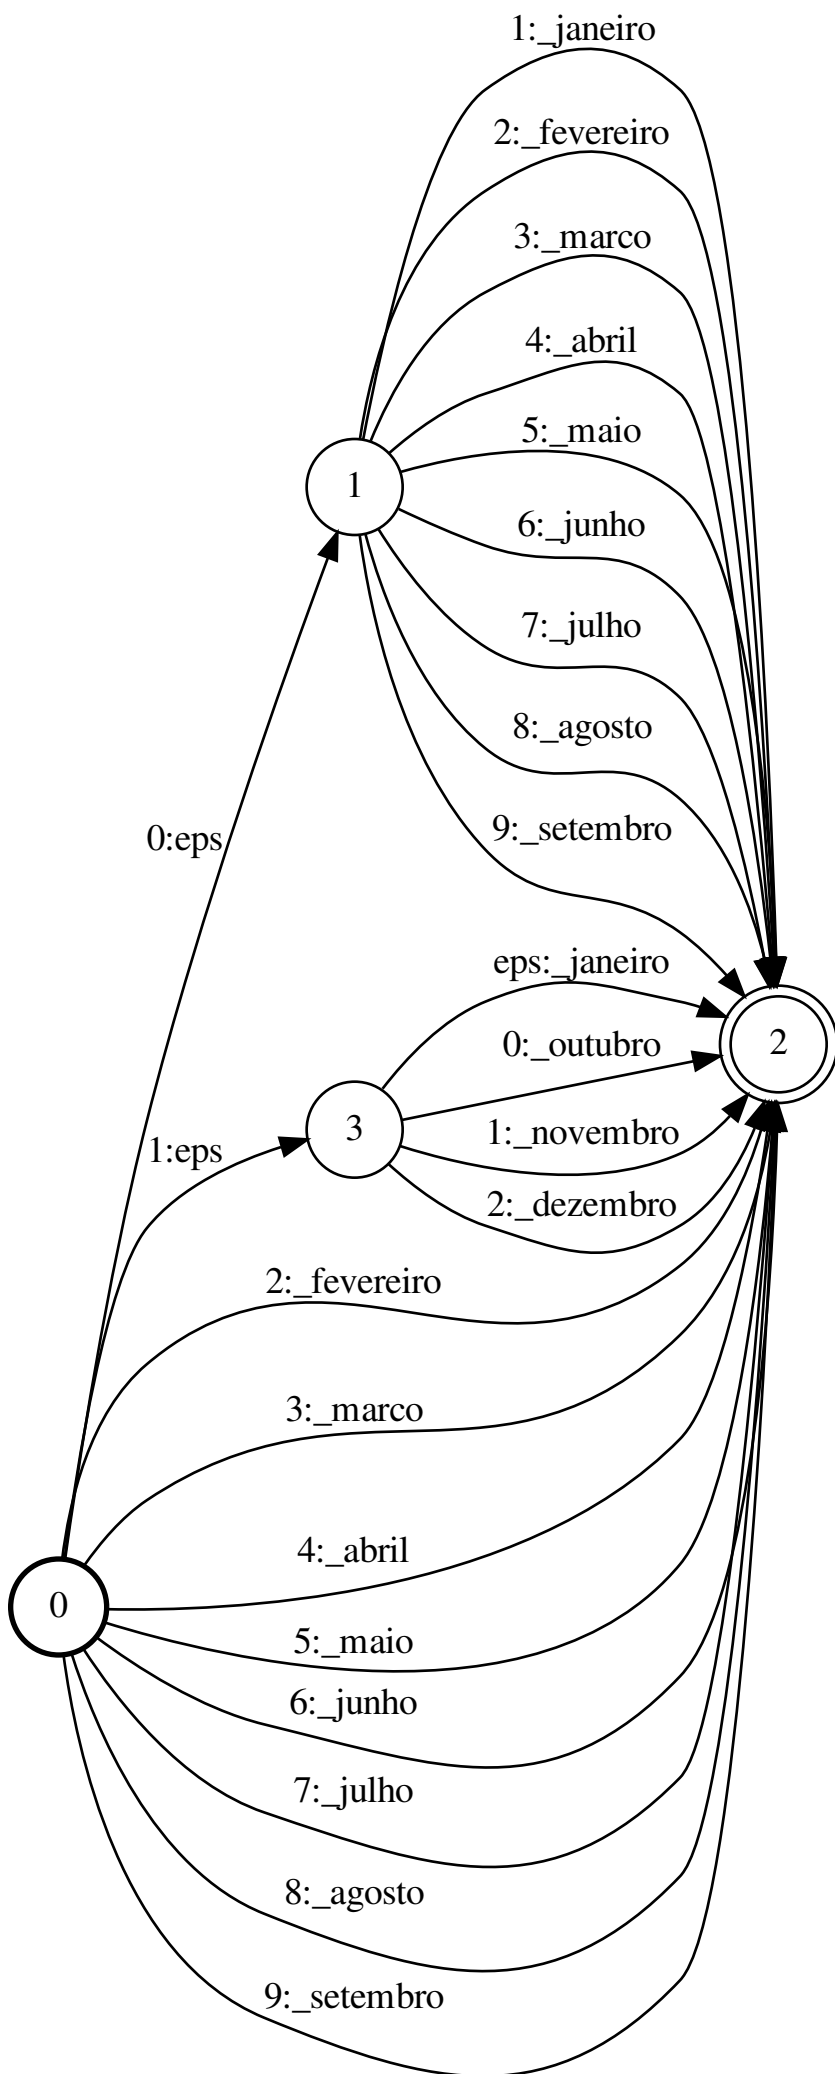 1:_janeiro
2:_fevereiro
3:_marco
4:_abril
5:_maio
1
6:_junho
7:_julho
8:_agosto
9:_setembro
0:eps
eps:_janeiro
0:_outubro
2
3
1:_novembro
1:eps
2:_dezembro
2:_fevereiro
3:_marco
4:_abril
0
5:_maio
6:_junho
7:_julho
8:_agosto
9:_setembro